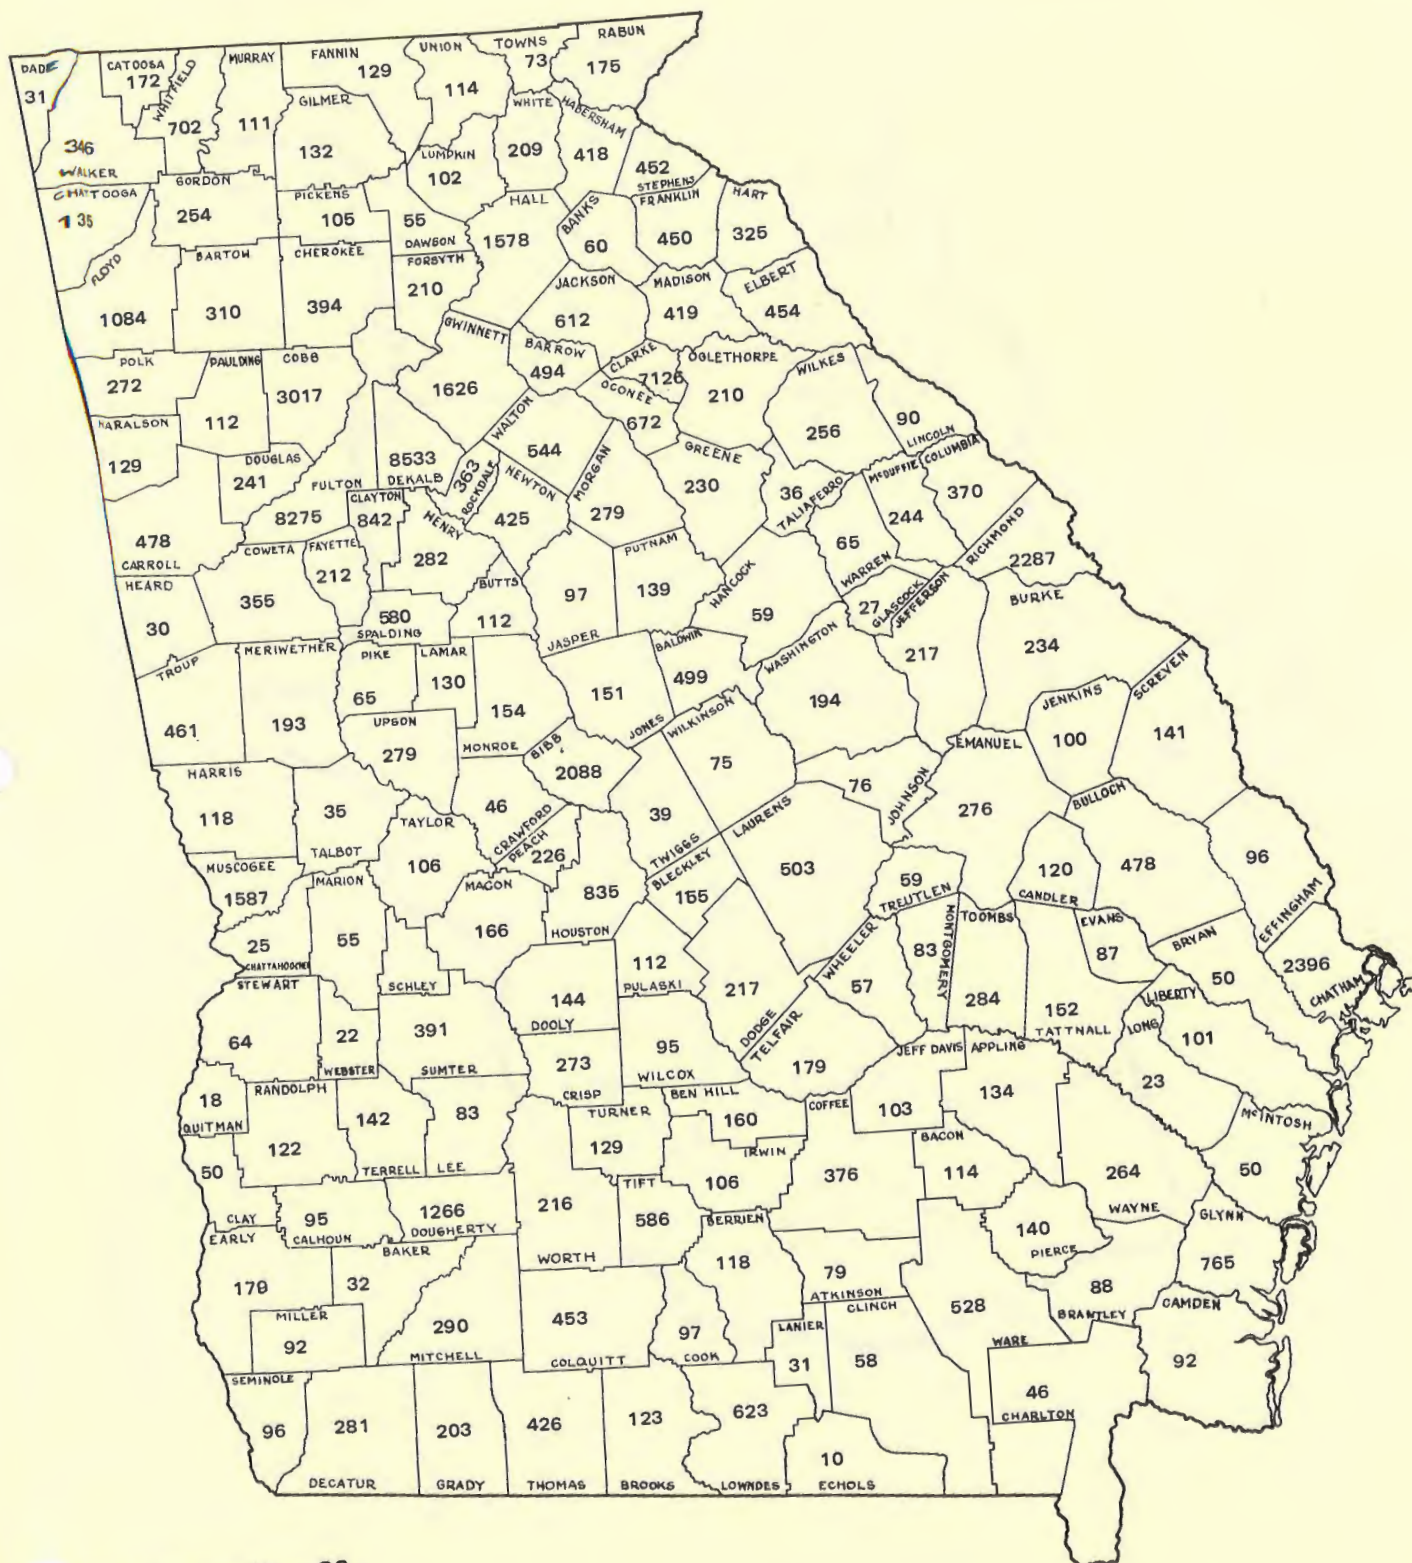 DADE
31
CATOOSA
172
WHITFIELD
702
MURRAY
111
FANNIN
129
GILMER
132
UNION
114
TOWNS
73
RABUN
175
346
WALKER
CHATTOOGA
135
GORDON
254
PICKENS
105
LUMPKIN
102
WHITE
209
HABERSHAM
418
452
STEPHENS
55
DAWSON
HALL
1578
BANKS
60
FRANKLIN
450
HART
325
FLOYD
1084
BARTOW
310
CHEROKEE
394
FORSYTH
210
JACKSON
612
MADISON
419
ELBERT
454
POLK
272
PAULDING
112
COBB
3017
GWINNETT
1626
BARROW
494
CLARKE
7126
OCONEE
672
OGLETHORPE
210
WILKES
256
90
LINCOLN
HARALSON
129
DOUGLAS
241
FULTON
8275
8533
DEKALB
363
ROCKDALE
WALTON
544
NEWTON
425
MORGAN
279
GREENE
230
36
TALIAFERRO
MCDUFFIE
244
COLUMBIA
370
478
CARROLL
COWETA
355
FAYETTE
212
CLAYTON
842
HENRY
282
BUTTS
112
97
JASPER
PUTNAM
139
HANCOCK
59
65
WARREN
27
GLASCOCK
JEFFERSON
217
RICHMOND
2287
BURKE
234
HEARD
30
580
SPALDING
TROUP
461
MERIWETHER
193
PIKE
65
LAMAR
130
154
MONROE
151
JONES
BALDWIN
499
WASHINGTON
194
JENKINS
100
SCREVEN
141
UPSON
279
BIBB
2088
WILKINSON
75
76
JOHNSON
EMANUEL
276
HARRIS
118
35
TALBOT
TAYLOR
106
46
CRAWFORD
PEACH
226
39
TWIGGS
LAURENS
503
BULLOCH
478
96
EFFINGHAM
MUSCOGEE
1587
MARION
55
MACON
166
835
HOUSTON
BLECKLEY
155
59
TREUTLEN
120
CANDLER
25
CHATTAHOOCHEE
STEWART
64
SCHLEY
391
SUMTER
22
WEBSTER
144
DOOLY
112
PULASKI
217
DODGE
WHEELER
57
83
MONTGOMERY
TOOMBS
284
EVANS
87
152
TATTNALL
BRYAN
50
2396
CHATHAM
LIBERTY
101
LONG
23
18
QUITMAN
RANDOLPH
122
142
TERRELL
83
LEE
273
CRISP
95
WILCOX
TELFAIR
179
JEFF DAVIS
103
APPLING
134
MCINTOSH
50
50
CLAY
TURNER
129
BEN HILL
160
IRWIN
106
COFFEE
376
BACON
114
264
WAYNE
EARLY
179
95
CALHOUN
1266
DOUGHERTY
216
WORTH
TIFT
586
BERRIEN
118
140
PIERCE
GLYNN
765
BAKER
32
MILLER
92
290
MITCHELL
453
COLQUITT
97
COOK
79
ATKINSON
LANIER
31
CLINCH
58
528
WARE
88
BRANTLEY
CAMDEN
92
SEMINOLE
96
281
DECATUR
203
GRADY
426
THOMAS
123
BROOKS
623
LOWNDES
10
ECHOLS
46
CHARLTON